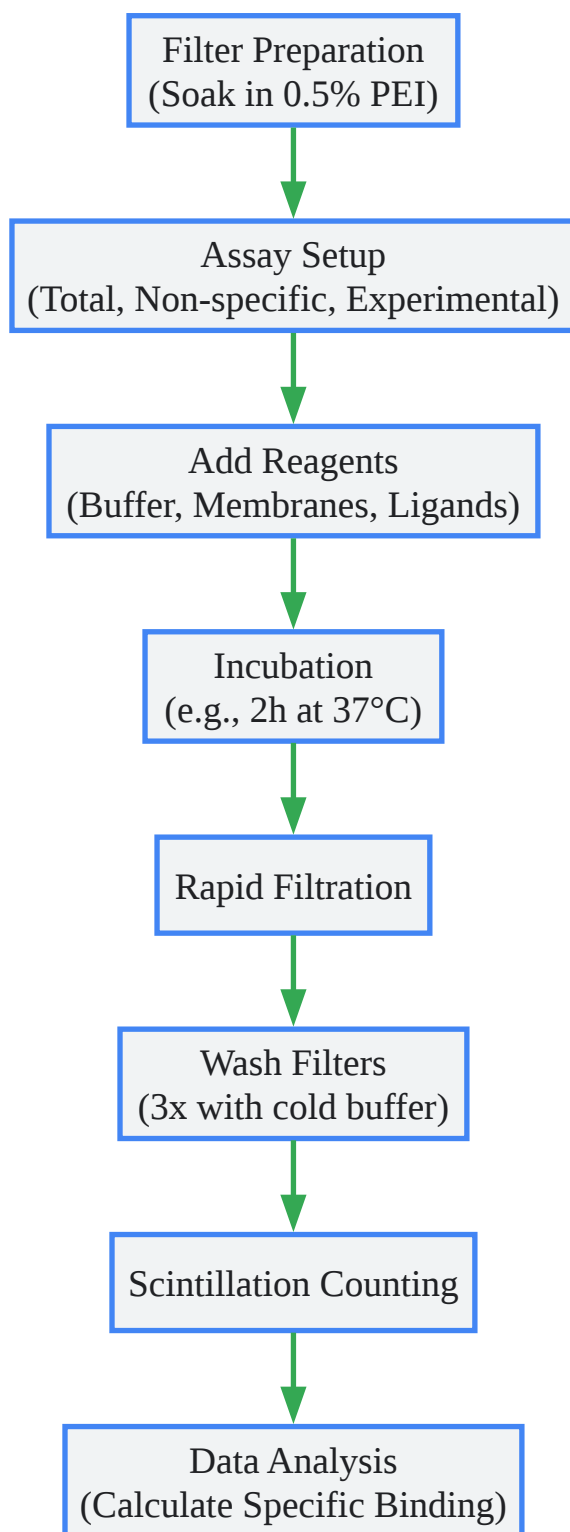 Filter Preparation
(Soak in 0.5% PEI)
Assay Setup
(Total, Non-specific, Experimental)
Add Reagents
(Buffer, Membranes, Ligands)
Incubation
(e.g., 2h at 37°C)
Rapid Filtration
Wash Filters
(3x with cold buffer)
Scintillation Counting
Data Analysis
(Calculate Specific Binding)